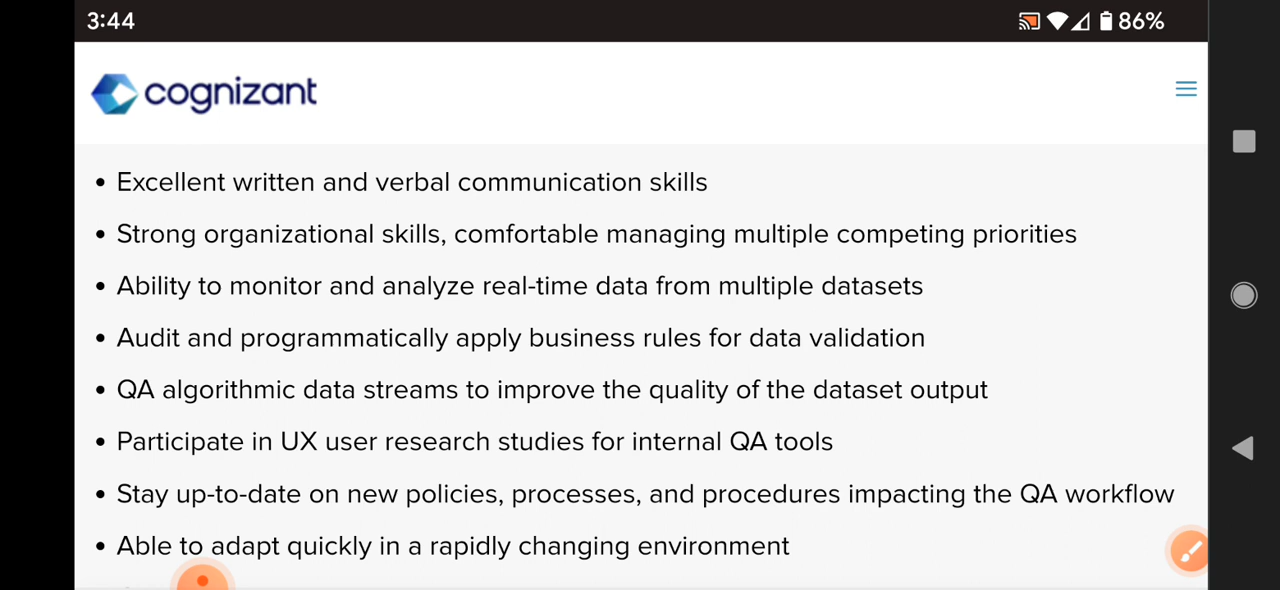 3:44
86%
cognizant
• Excellent written and verbal communication skills
• Strong organizational skills, comfortable managing multiple competing priorities
• Ability to monitor and analyze real-time data from multiple datasets
• Audit and programmatically apply business rules for data validation
• QA algorithmic data streams to improve the quality of the dataset output
• Participate in UX user research studies for internal QA tools
• Stay up-to-date on new policies, processes, and procedures impacting the QA workflow
• Able to adapt quickly in a rapidly changing environment